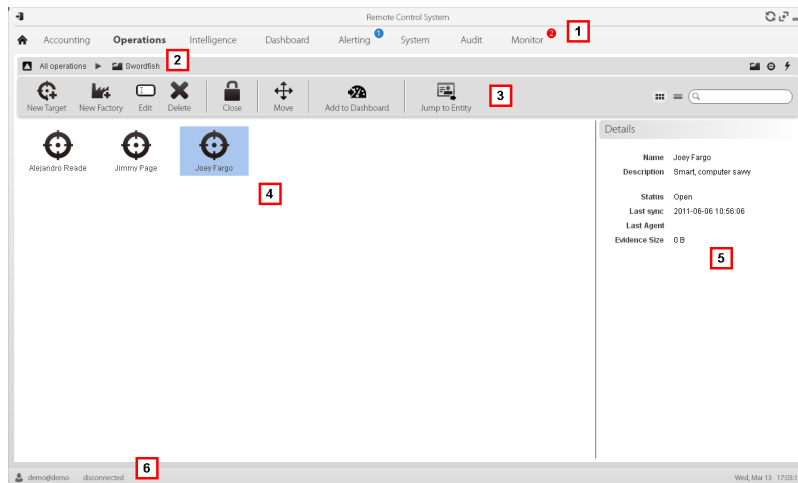 Remote Control System
Accounting Operations Intelligence Dashboard Alerting 1 System Audit Monitor 2 1
All operations Swordfish 2
New Target New Factory Edit Delete Close Move Add to Dashboard Jump to Entity 3
Alejandro Reade Jimmy Page Joey Fargo
4
Details
Name Joey Fargo
Description Smart, computer savvy
Status Open
Last sync 2011-06-06 10:56:06
Last Agent
Evidence Size 0 B
5
6
demo@demo disconnected Wed, Mar 13 17:03:1